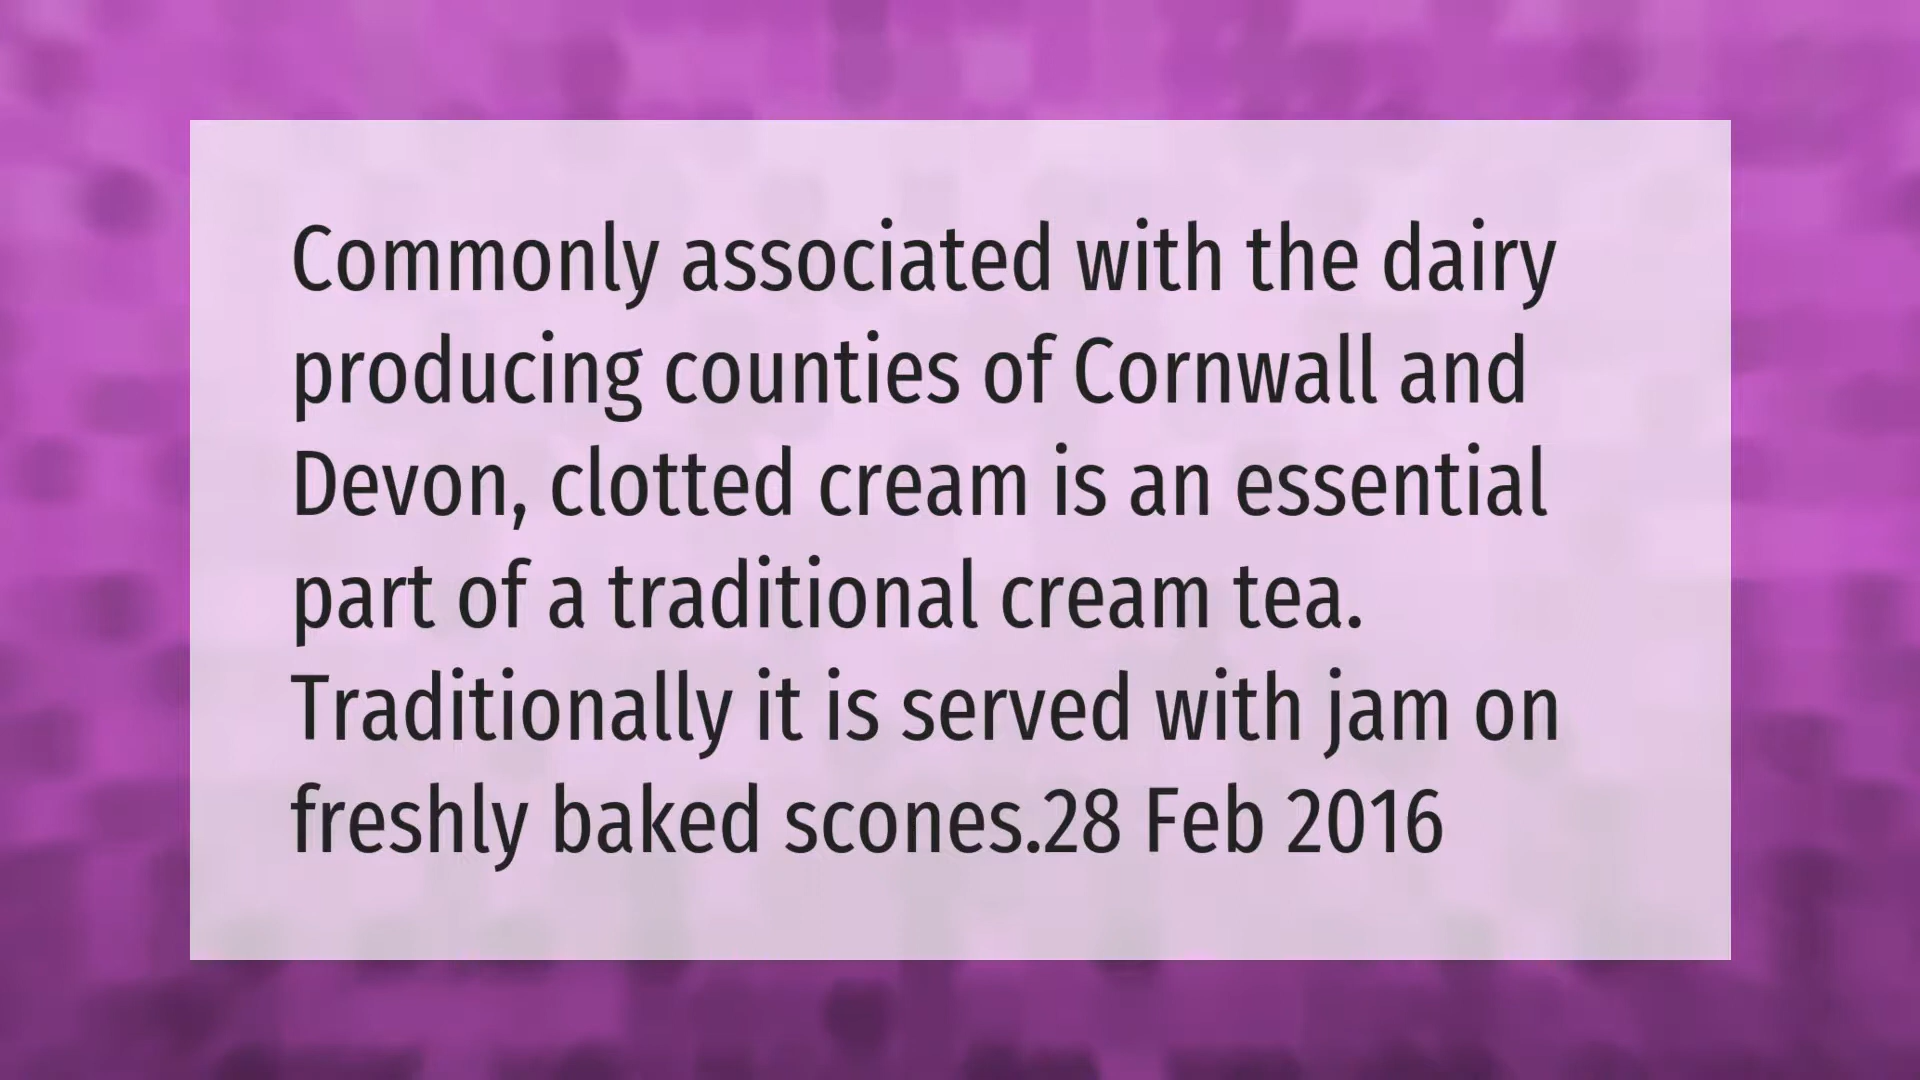 Commonly associated with the dairy
producing counties of Cornwall and
Devon, clotted cream is an essential
part of a traditional cream tea.
Traditionally it is served with jam on
freshly baked scones.28 Feb 2016